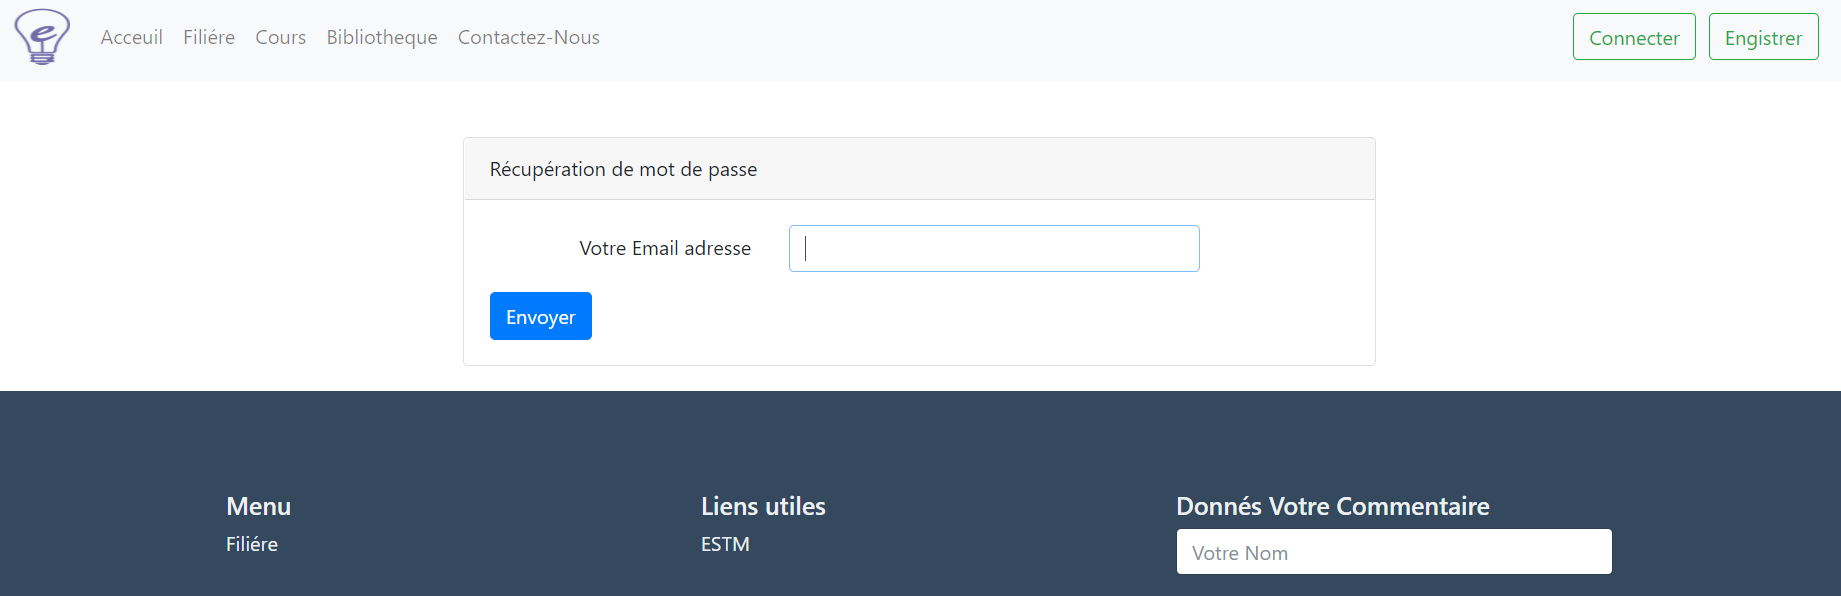 e
Acceuil Filiére Cours Bibliotheque Contactez-Nous Connecter Engistrer
Récupération de mot de passe
Votre Email adresse
Envoyer
Menu Liens utiles Donnés Votre Commentaire
Filiére ESTM Votre Nom